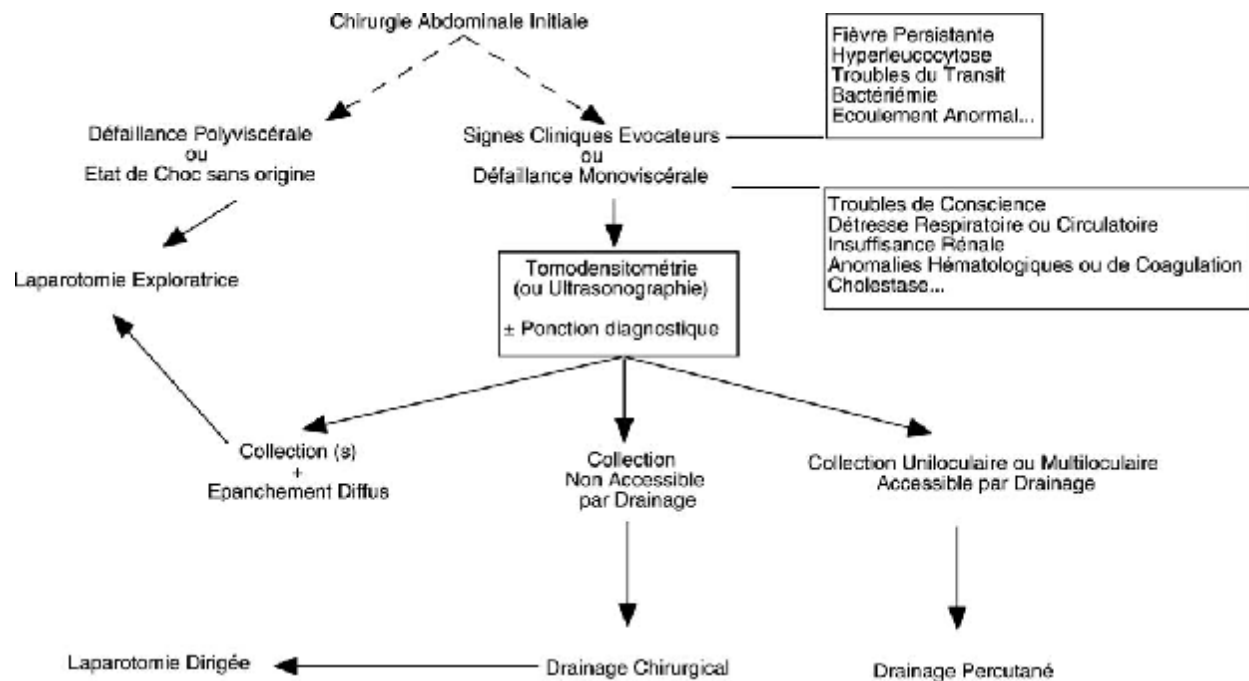 Chirurgie Abdominale Initiale
Fièvre Persistante
Hyperleucocytose
Troubles du Transit
Bactériémie
Ecoulement Anormal...
Défaillance Polyviscérale
ou
Etat de Choc sans origine
Signes Cliniques Evocateurs
ou
Défaillance Monoviscérale
Troubles de Conscience
Détresse Respiratoire ou Circulatoire
Insuffisance Rénale
Anomalies Hématologiques ou de Coagulation
Cholestase...
Laparotomie Exploratrice
Tomodensitométrie
(ou Ultrasonographie)
± Ponction diagnostique
Collection (s)
+
Epanchement Diffus
Collection
Non Accessible
par Drainage
Collection Uniloculaire ou Multiloculaire
Accessible par Drainage
Laparotomie Dirigée
Drainage Chirurgical
Drainage Percutané